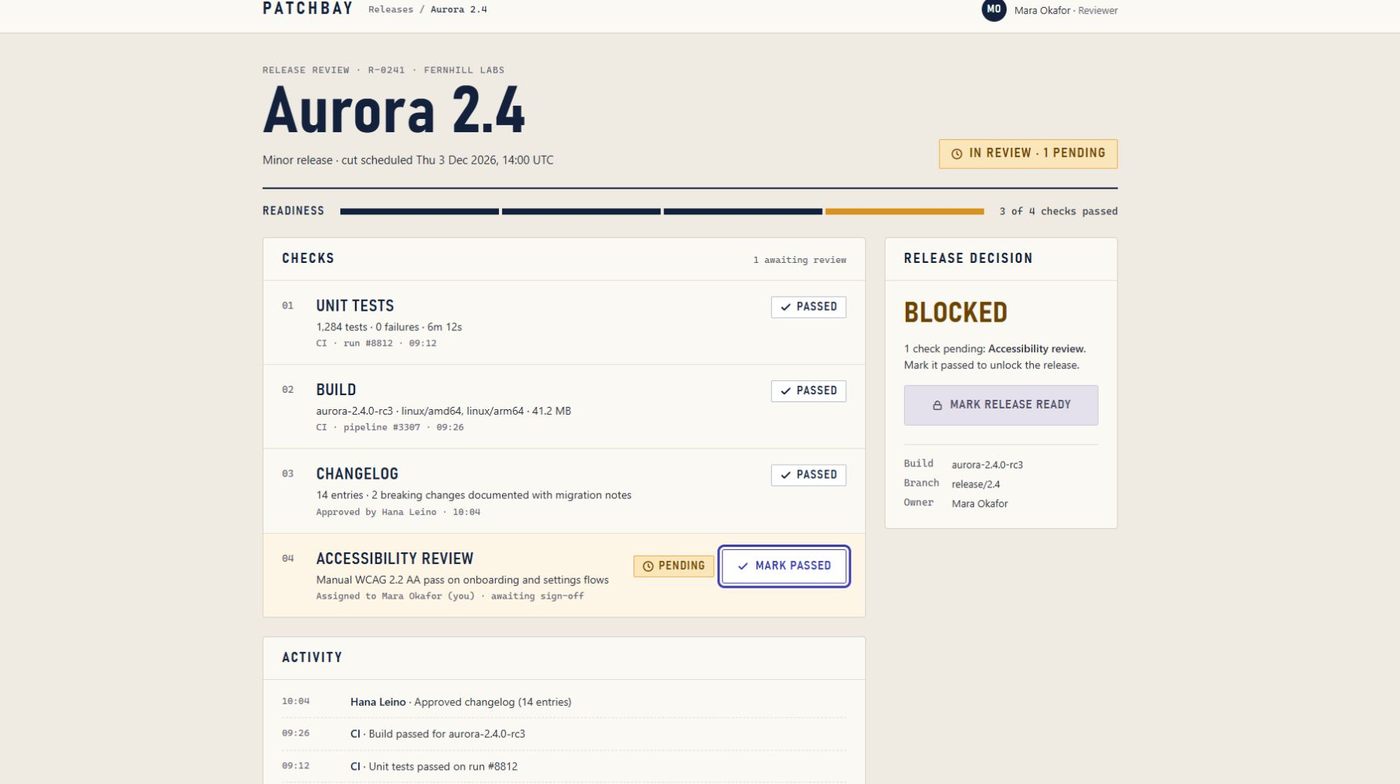 PATCHBAY
Releases / Aurora 2.4
MO
Mara Okafor · Reviewer
RELEASE REVIEW · R-0241 · FERNHILL LABS
Aurora 2.4
Minor release · cut scheduled Thu 3 Dec 2026, 14:00 UTC
IN REVIEW · 1 PENDING
READINESS
3 of 4 checks passed
CHECKS
1 awaiting review
01
UNIT TESTS
PASSED
1,284 tests · 0 failures · 6m 12s
CI · run #8812 · 09:12
02
BUILD
PASSED
aurora-2.4.0-rc3 · linux/amd64, linux/arm64 · 41.2 MB
CI · pipeline #3307 · 09:26
03
CHANGELOG
PASSED
14 entries · 2 breaking changes documented with migration notes
Approved by Hana Leino · 10:04
04
ACCESSIBILITY REVIEW
PENDING
MARK PASSED
Manual WCAG 2.2 AA pass on onboarding and settings flows
Assigned to Mara Okafor (you) · awaiting sign-off
RELEASE DECISION
BLOCKED
1 check pending: Accessibility review.
Mark it passed to unlock the release.
MARK RELEASE READY
Build aurora-2.4.0-rc3
Branch release/2.4
Owner Mara Okafor
ACTIVITY
10:04 Hana Leino · Approved changelog (14 entries)
09:26 CI · Build passed for aurora-2.4.0-rc3
09:12 CI · Unit tests passed on run #8812